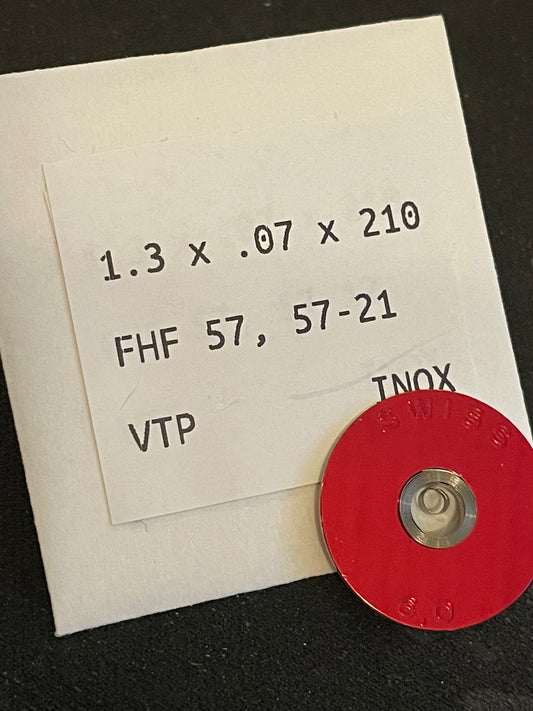 1.3 x .07 x 210
FHF 57, 57-21
INOX
VTP
SWISS
6,0